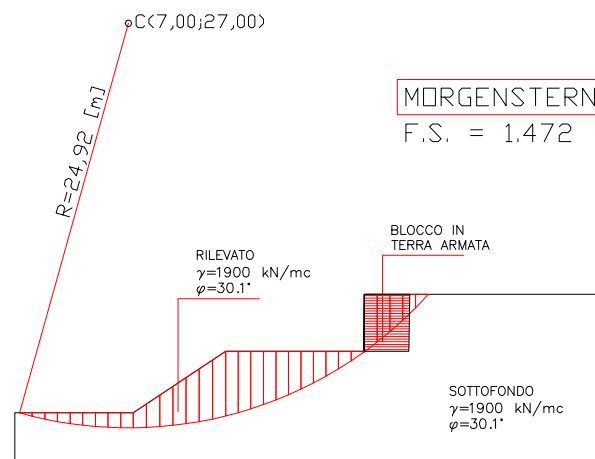 C(7,00;27,00)
R=24,92 [m]
MORGENSTERN
F.S. = 1.472
BLOCCO IN
TERRA ARMATA
RILEVATO
γ=1900 kN/mc
φ=30.1°
SOTTOFONDO
γ=1900 kN/mc
φ=30.1°